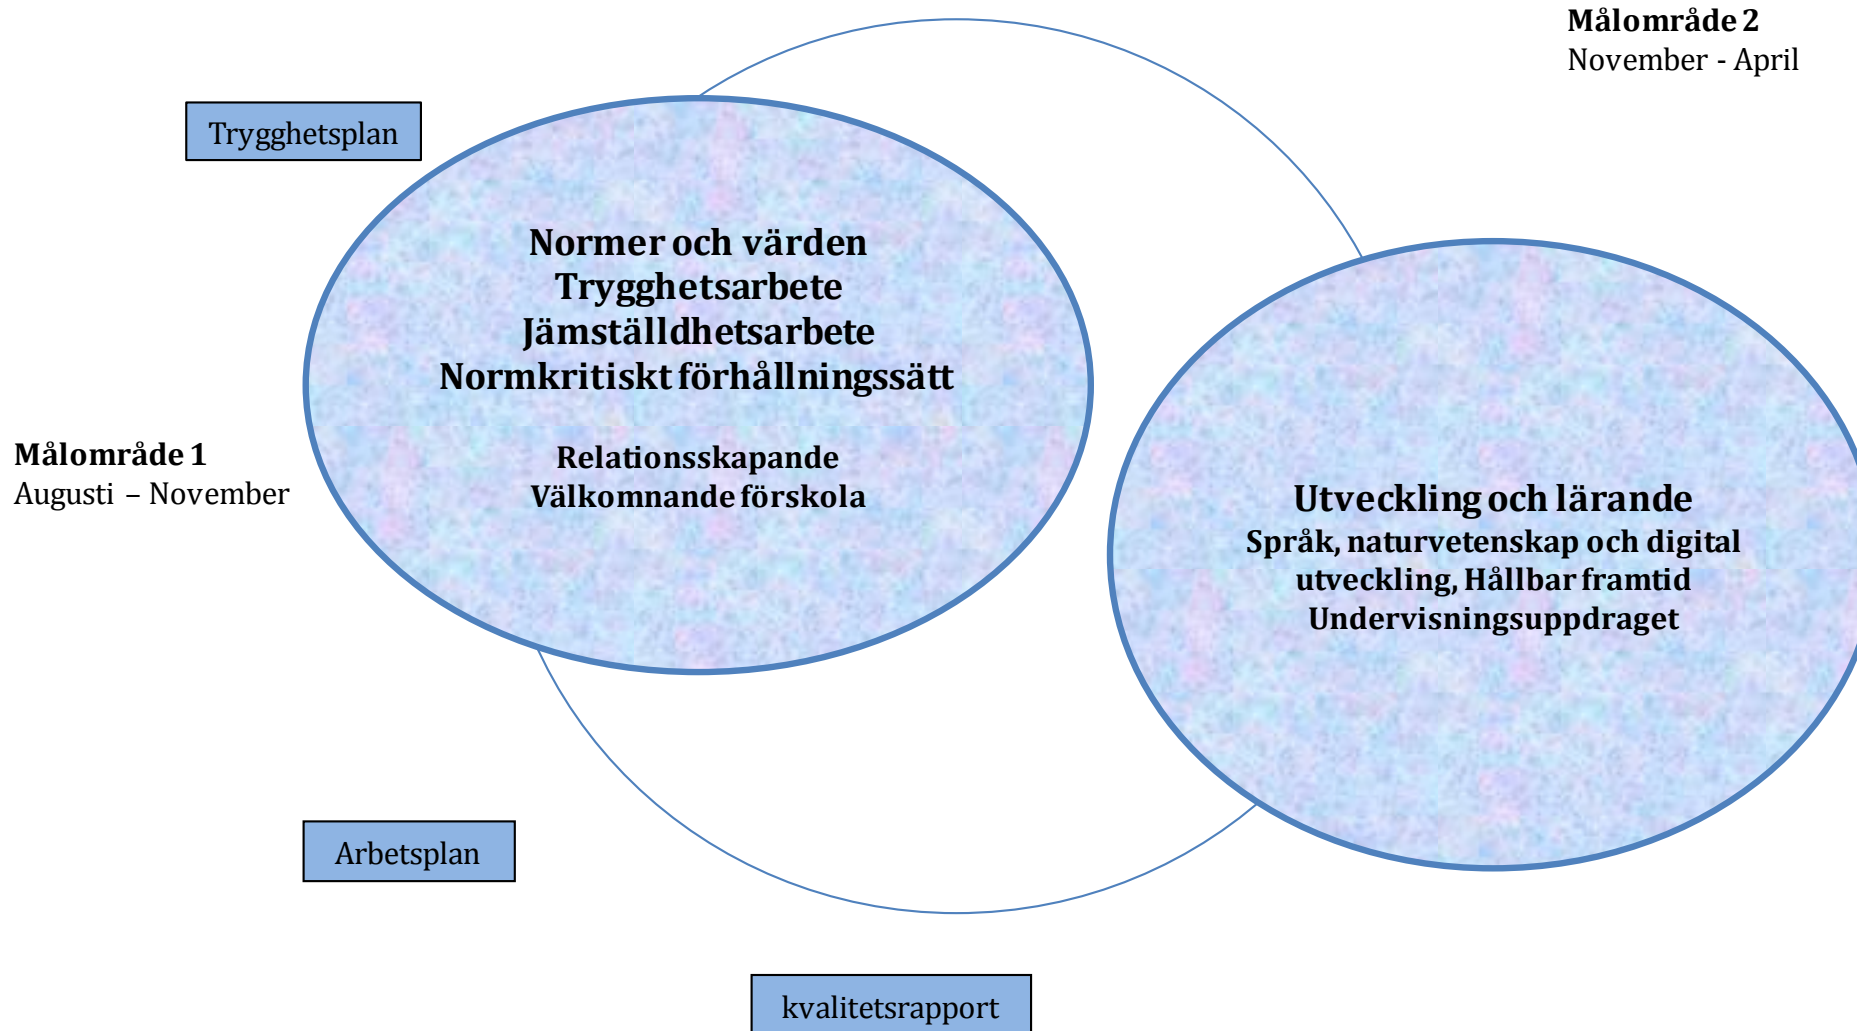 Målområde 2
November - April
Trygghetsplan
Normer och värden
Trygghetsarbete
Jämställdhetsarbete
Normkritiskt förhållningssätt
Relationsskapande
Välkomnande förskola
Målområde 1
Augusti – November
Utveckling och lärande
Språk, naturvetenskap och digital
utveckling, Hållbar framtid
Undervisningsuppdraget
Arbetsplan
kvalitetsrapport